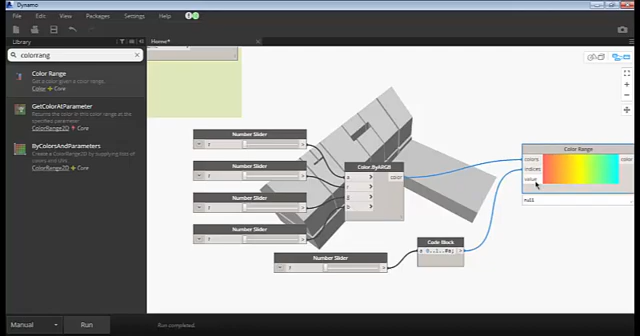 Dynamo
File Edit View Packages Settings Help
Library
Home*
colorrang
Color Range
Get a color given a color range.
Color Core
GetColorAtParameter
Returns the color in this color range at the
specified parameter.
ColorRange2D Core
ByColorsAndParameters
Create a ColorRange2D by supplying lists
of colors and UVs.
ColorRange2D Core
Number Slider
Number Slider
Number Slider
Number Slider
Number Slider
Color.ByARGB
a
r
g
b
color
Code Block
a 0..1..#a;
Color Range
colors
indices
value
color
null
Manual
Run
Run completed.